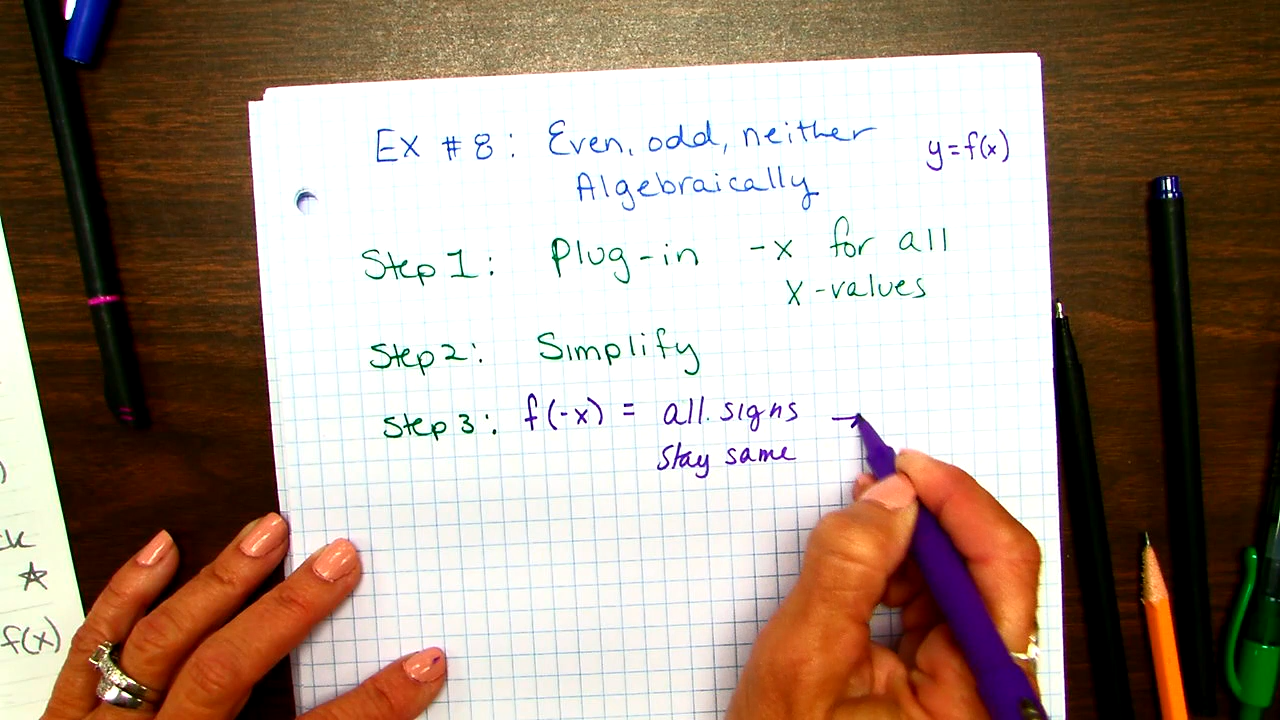 Ex # 8 : Even, odd, neither
Algebraically
y = f(x)
Step 1 : Plug-in -x for all
x-values
Step 2 : Simplify
Step 3 : f(-x) = all signs →
stay same
ck
☆
f(x)